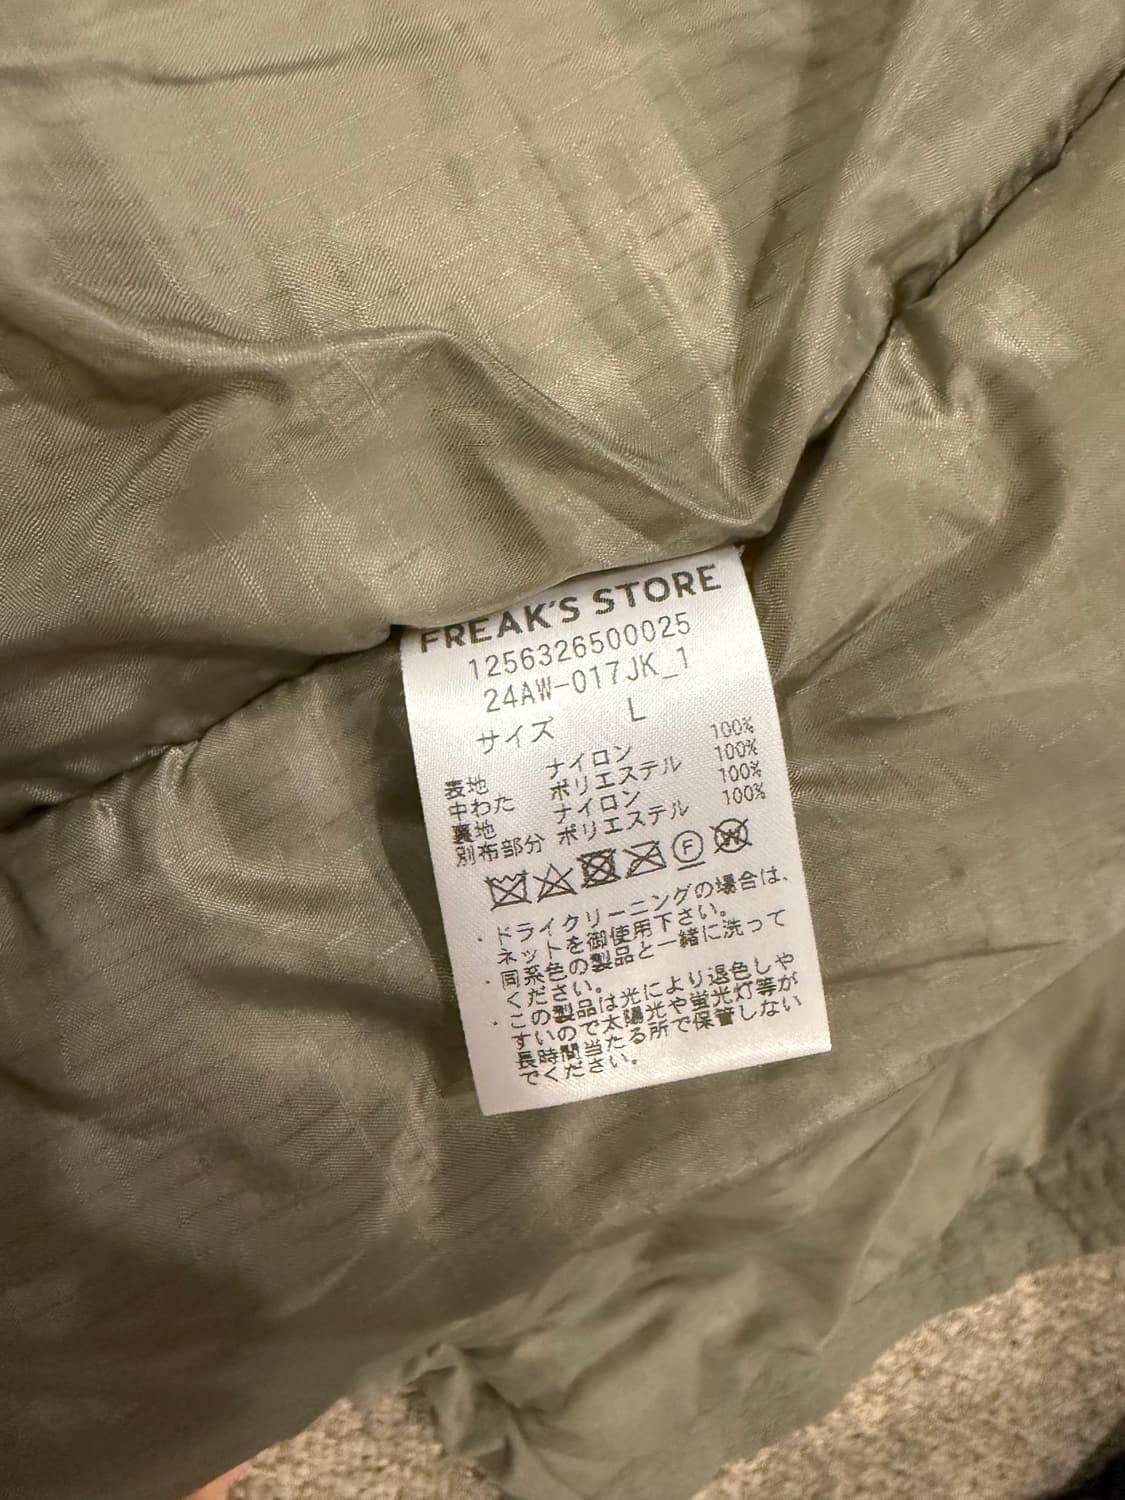 FREAK'S STORE
1256326500025
24AW-017JK_1
サイズ L
表地 ナイロン 100%
中わた ポリエステル 100%
裏地 ナイロン 100%
別布部分 ポリエステル 100%
F W
・ドライクリーニングの場合は、
ネットを御使用下さい。
・同系色の製品と一緒に洗って
ください。
・この製品は光により退色しや
すいので太陽光や蛍光灯等が
長時間当たる所で保管しない
でください。